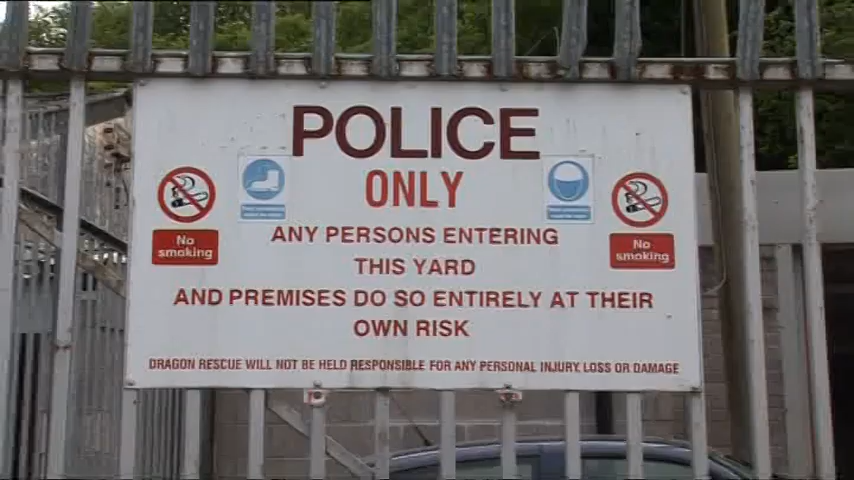 POLICE
ONLY
ANY PERSONS ENTERING
THIS YARD
AND PREMISES DO SO ENTIRELY AT THEIR
OWN RISK
DRAGON RESCUE WILL NOT BE HELD RESPONSIBLE FOR ANY PERSONAL INJURY, LOSS OR DAMAGE
No
smoking
No
smoking